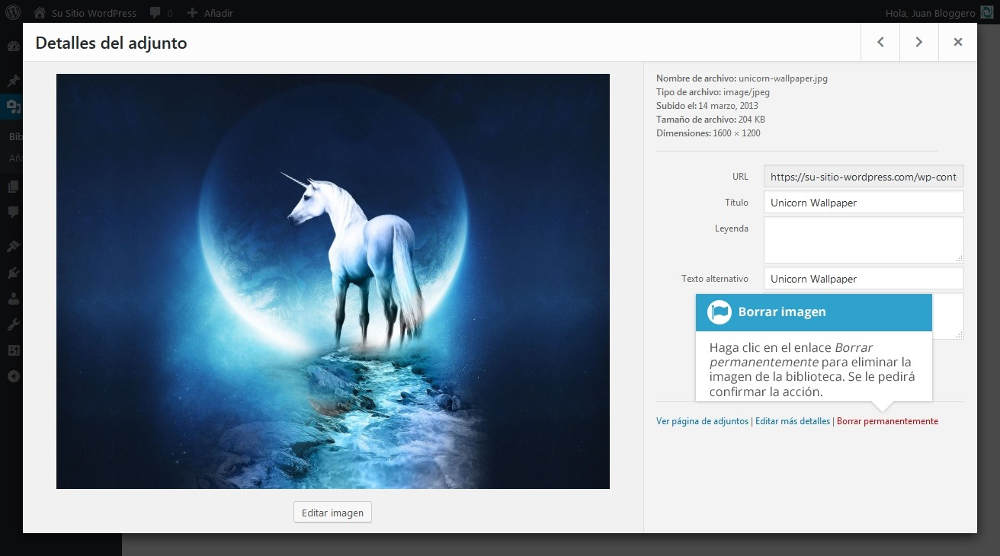 Su Sitio WordPress 0 Añadir Hola, Juan Bloggero
Detalles del adjunto
Nombre de archivo: unicorn-wallpaper.jpg
Tipo de archivo: image/jpeg
Subido el: 14 marzo, 2013
Tamaño de archivo: 204 KB
Dimensiones: 1600 × 1200
URL https://su-sitio-wordpress.com/wp-cont
Título Unicorn Wallpaper
Leyenda
Texto alternativo Unicorn Wallpaper
Bib
Aña
Borrar imagen
Haga clic en el enlace Borrar
permanentemente para eliminar la
imagen de la biblioteca. Se le pedirá
confirmar la acción.
Ver página de adjuntos | Editar más detalles | Borrar permanentemente
Editar imagen